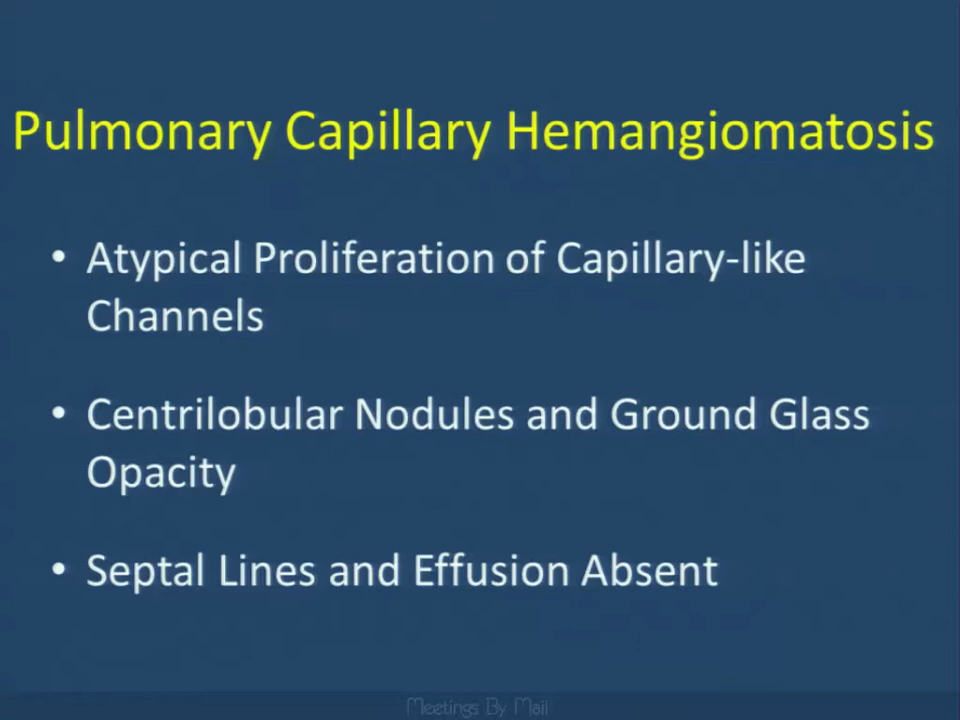 Pulmonary Capillary Hemangiomatosis
• Atypical Proliferation of Capillary-like
Channels
• Centrilobular Nodules and Ground Glass
Opacity
• Septal Lines and Effusion Absent
Meetings By Mail